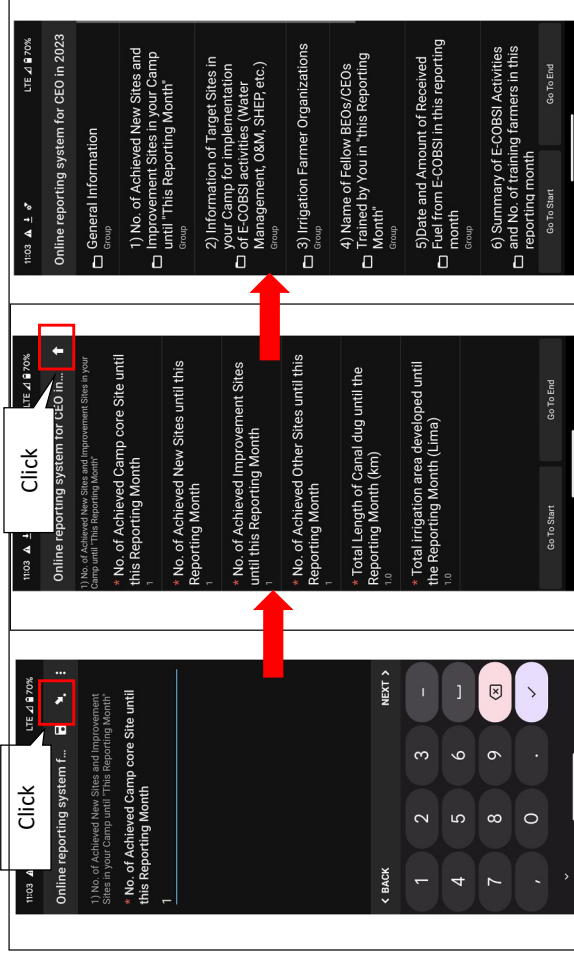 Click
11:03
LTE 70%
Online reporting system f...
1) No. of Achieved New Sites and Improvement
Sites in your Camp until "This Reporting Month"
* No. of Achieved Camp core Site until
this Reporting Month
1
< BACK
NEXT >
1 2 3 –
4 5 6
7 8 9
, 0 .
Click
11:03
LTE 70%
Online reporting system for CEO in...
1) No. of Achieved New Sites and Improvement Sites in your
Camp until "This Reporting Month"
* No. of Achieved Camp core Site until
this Reporting Month
1
* No. of Achieved New Sites until this
Reporting Month
1
* No. of Achieved Improvement Sites
until this Reporting Month
1
* No. of Achieved Other Sites until this
Reporting Month
1
* Total Length of Canal dug until the
Reporting Month (km)
1.0
* Total irrigation area developed until
the Reporting Month (Lima)
1.0
Go To Start
Go To End
11:03
LTE 70%
Online reporting system for CEO in 2023
General Information
Group
1) No. of Achieved New Sites and
Improvement Sites in your Camp
until "This Reporting Month"
Group
2) Information of Target Sites in
your Camp for implementation
of E-COBSI activities (Water
Management, O&M, SHEP, etc.)
Group
3) Irrigation Farmer Organizations
Group
4) Name of Fellow BEOs/CEOs
Trained by You in "this Reporting
Month"
Group
5)Date and Amount of Received
Fuel from E-COBSI in this reporting
month
Group
6) Summary of E-COBSI Activities
and No. of training farmers in this
reporting month
Go To Start
Go To End